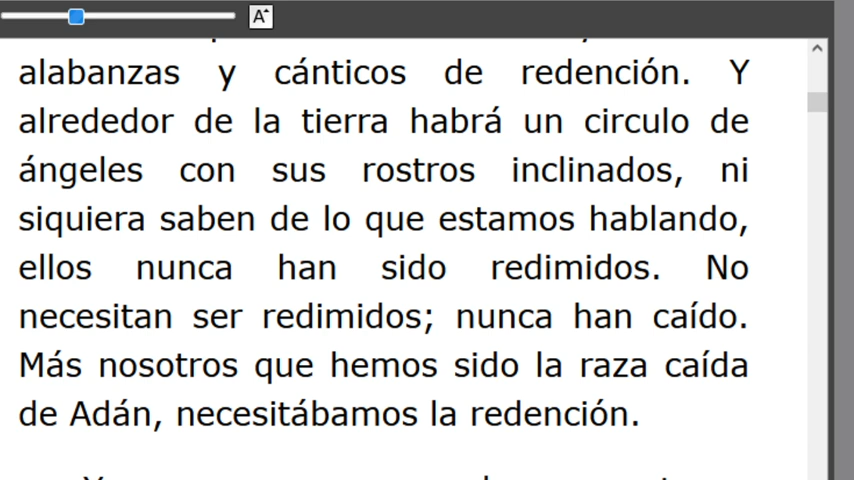 A
alabanzas y cánticos de redención. Y
alrededor de la tierra habrá un circulo de
ángeles con sus rostros inclinados, ni
siquiera saben de lo que estamos hablando,
ellos nunca han sido redimidos. No
necesitan ser redimidos; nunca han caído.
Más nosotros que hemos sido la raza caída
de Adán, necesitábamos la redención.